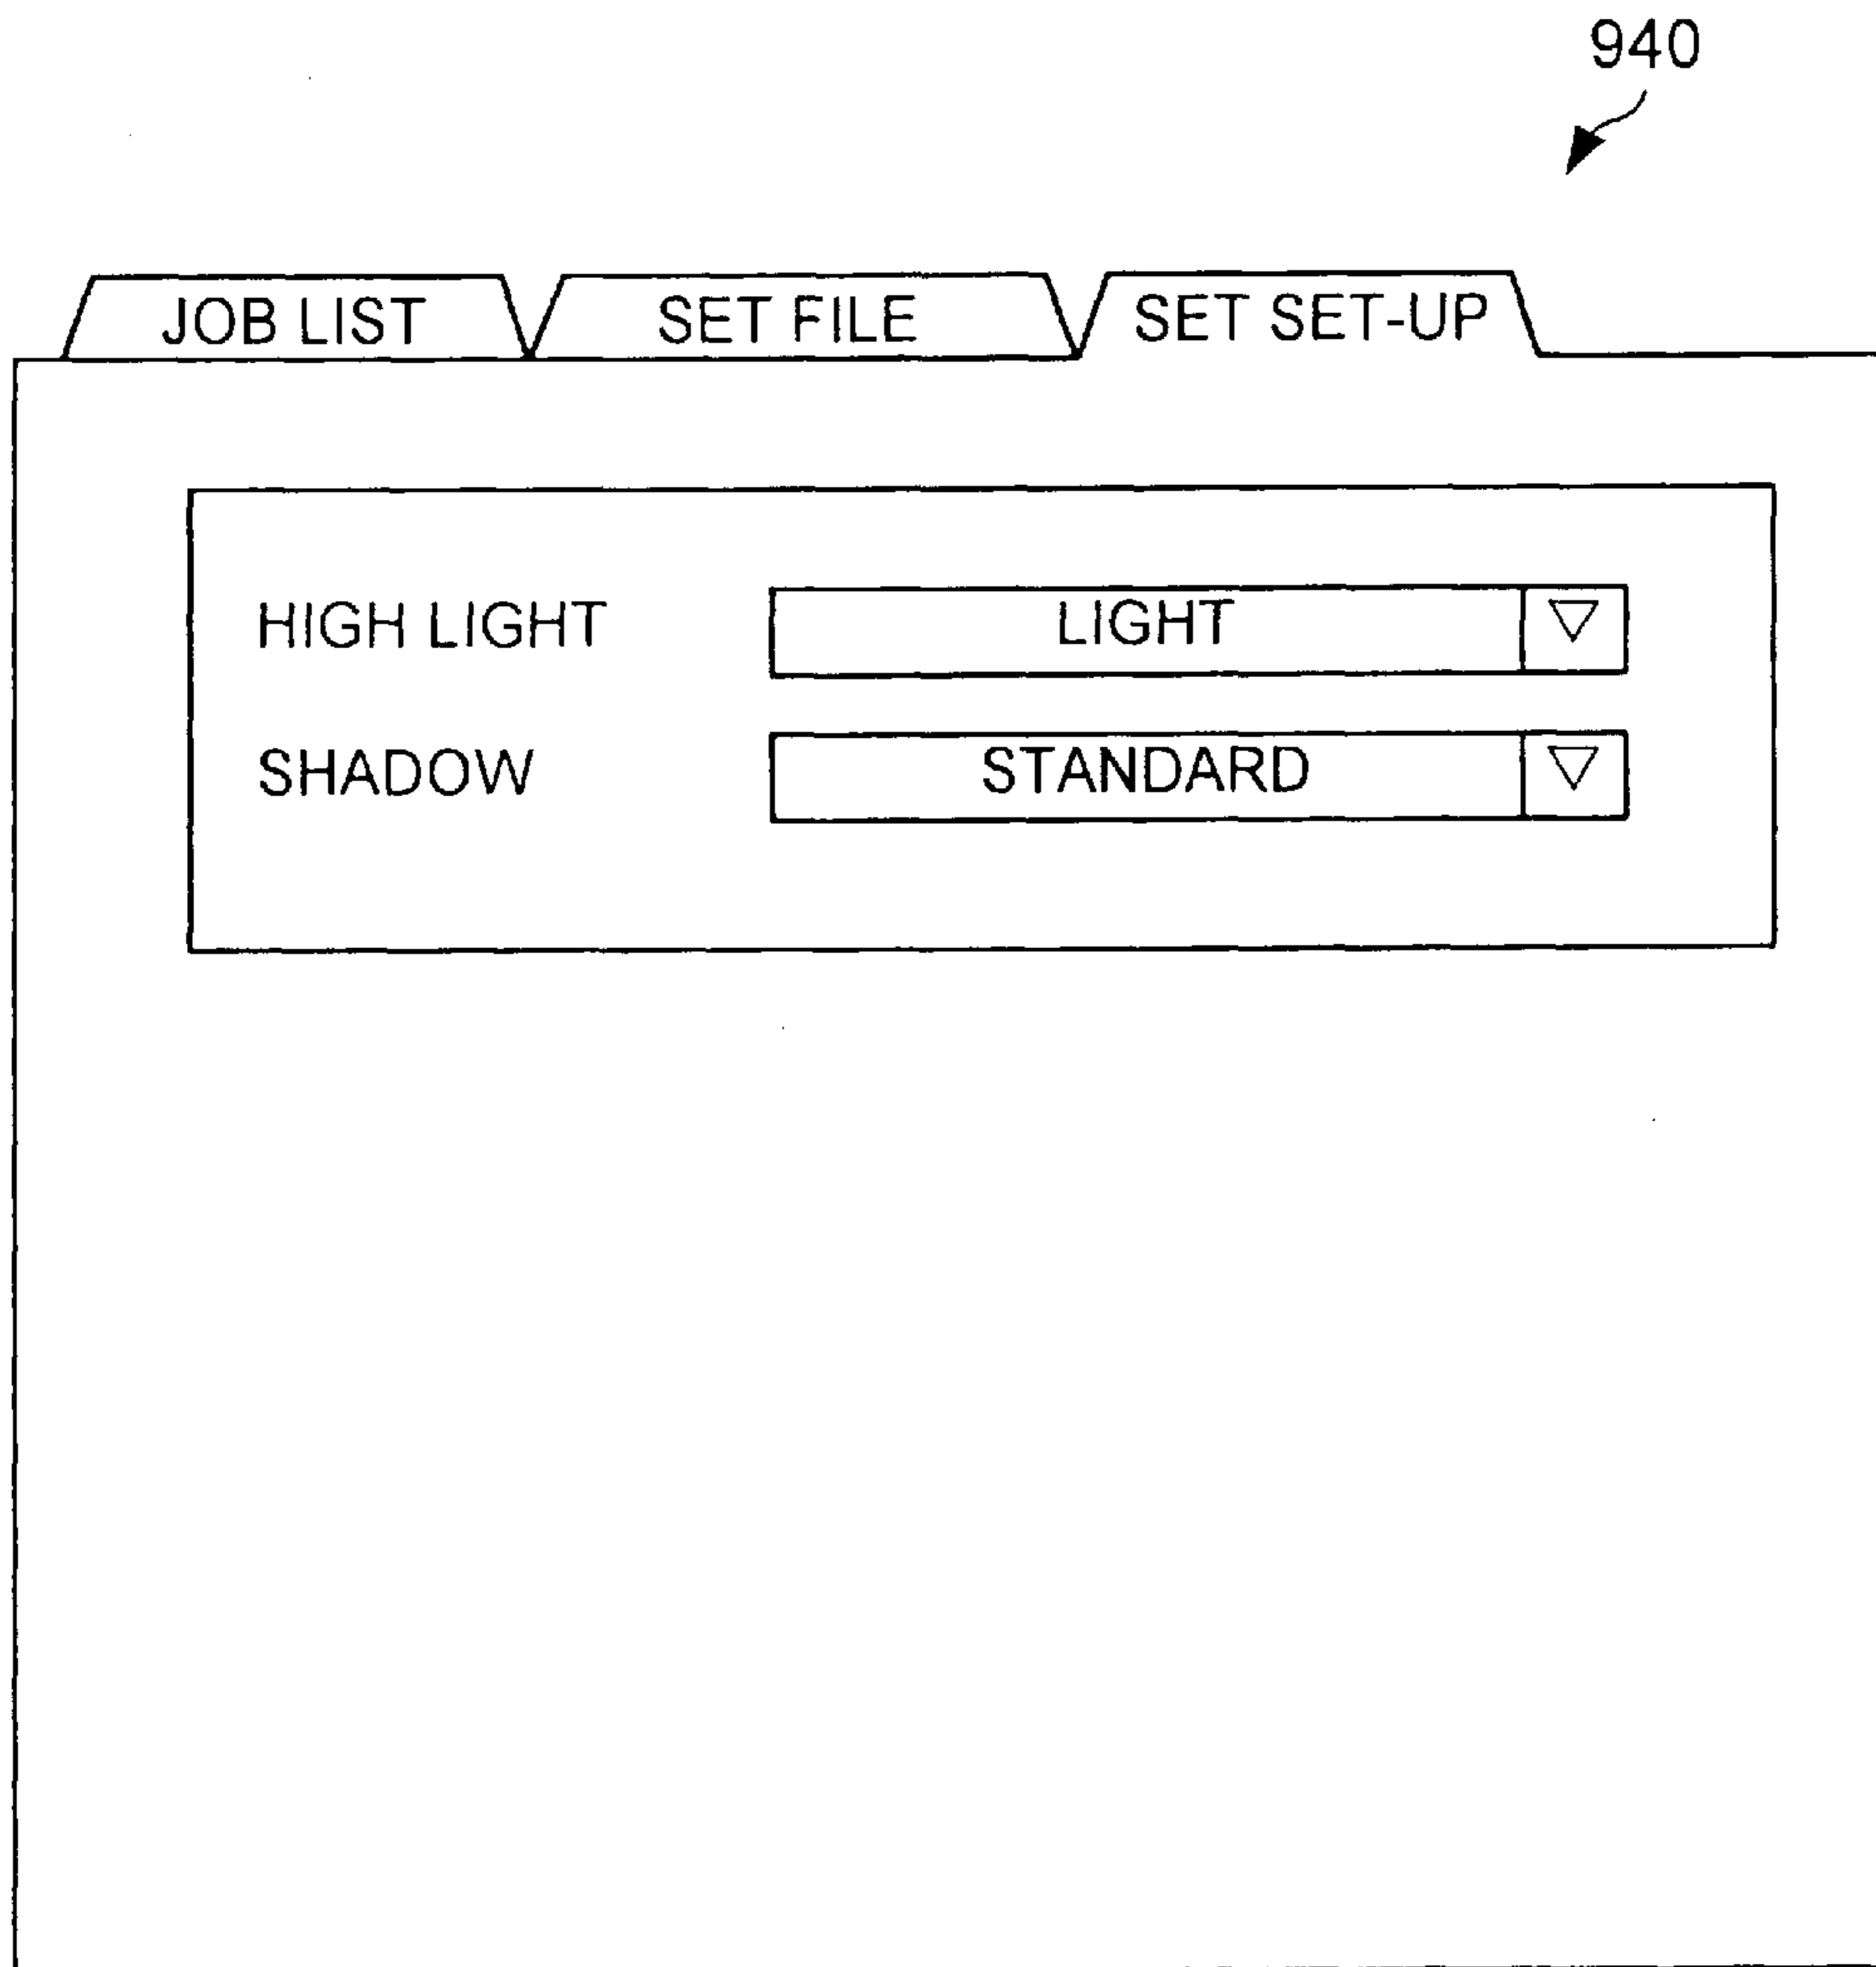 940
JOB LIST SET FILE SET SET-UP
HIGH LIGHT LIGHT
SHADOW STANDARD